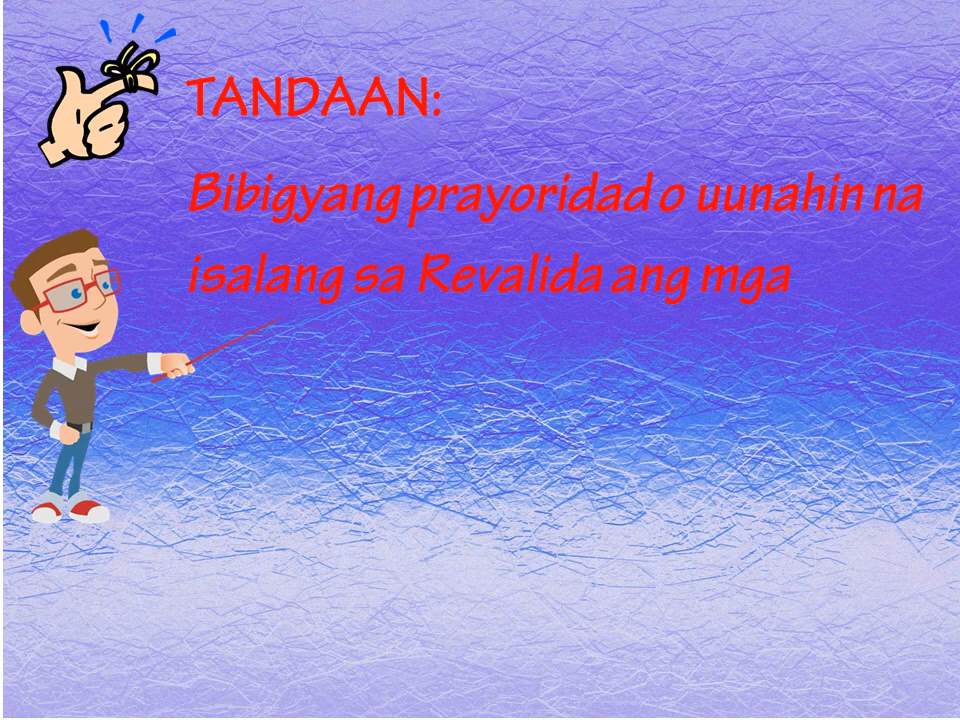 TANDAAN:
Bibigyang prayoridad o uunahin na
isalang sa Revalida ang mga